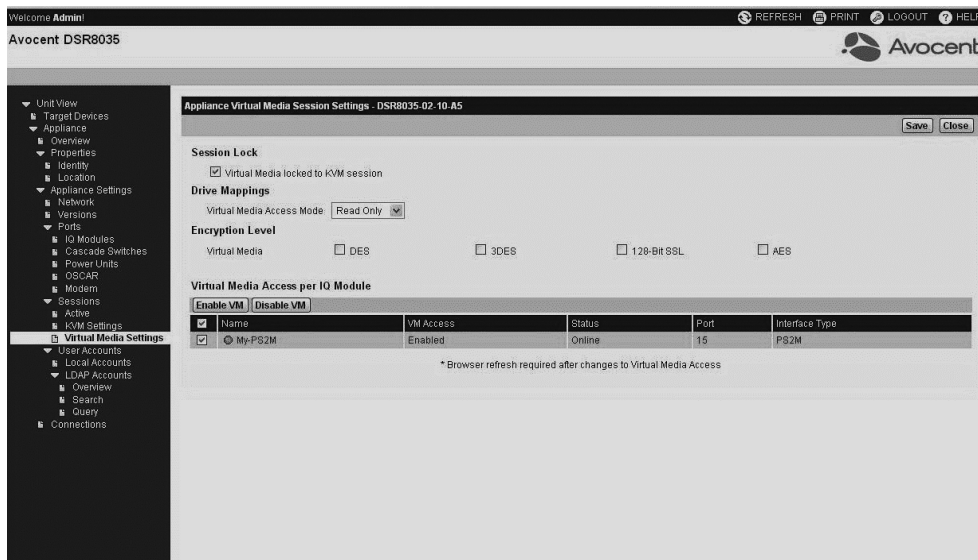 Welcome Admin!
REFRESH PRINT LOGOUT HELP
Avocent DSR8035
Avocent
Unit View
Target Devices
Appliance
Overview
Properties
Identity
Location
Appliance Settings
Network
Versions
Ports
IQ Modules
Cascade Switches
Power Units
OSCAR
Modem
Sessions
Active
KVM Settings
Virtual Media Settings
User Accounts
Local Accounts
LDAP Accounts
Overview
Search
Query
Connections
Appliance Virtual Media Session Settings - DSR8035-02-10-A5
Save Close
Session Lock
Virtual Media locked to KVM session
Drive Mappings
Virtual Media Access Mode Read Only
Encryption Level
Virtual Media DES 3DES 128-Bit SSL AES
Virtual Media Access per IQ Module
Enable VM Disable VM
Name VM Access Status Port Interface Type
My-PS2M Enabled Online 15 PS2M
* Browser refresh required after changes to Virtual Media Access